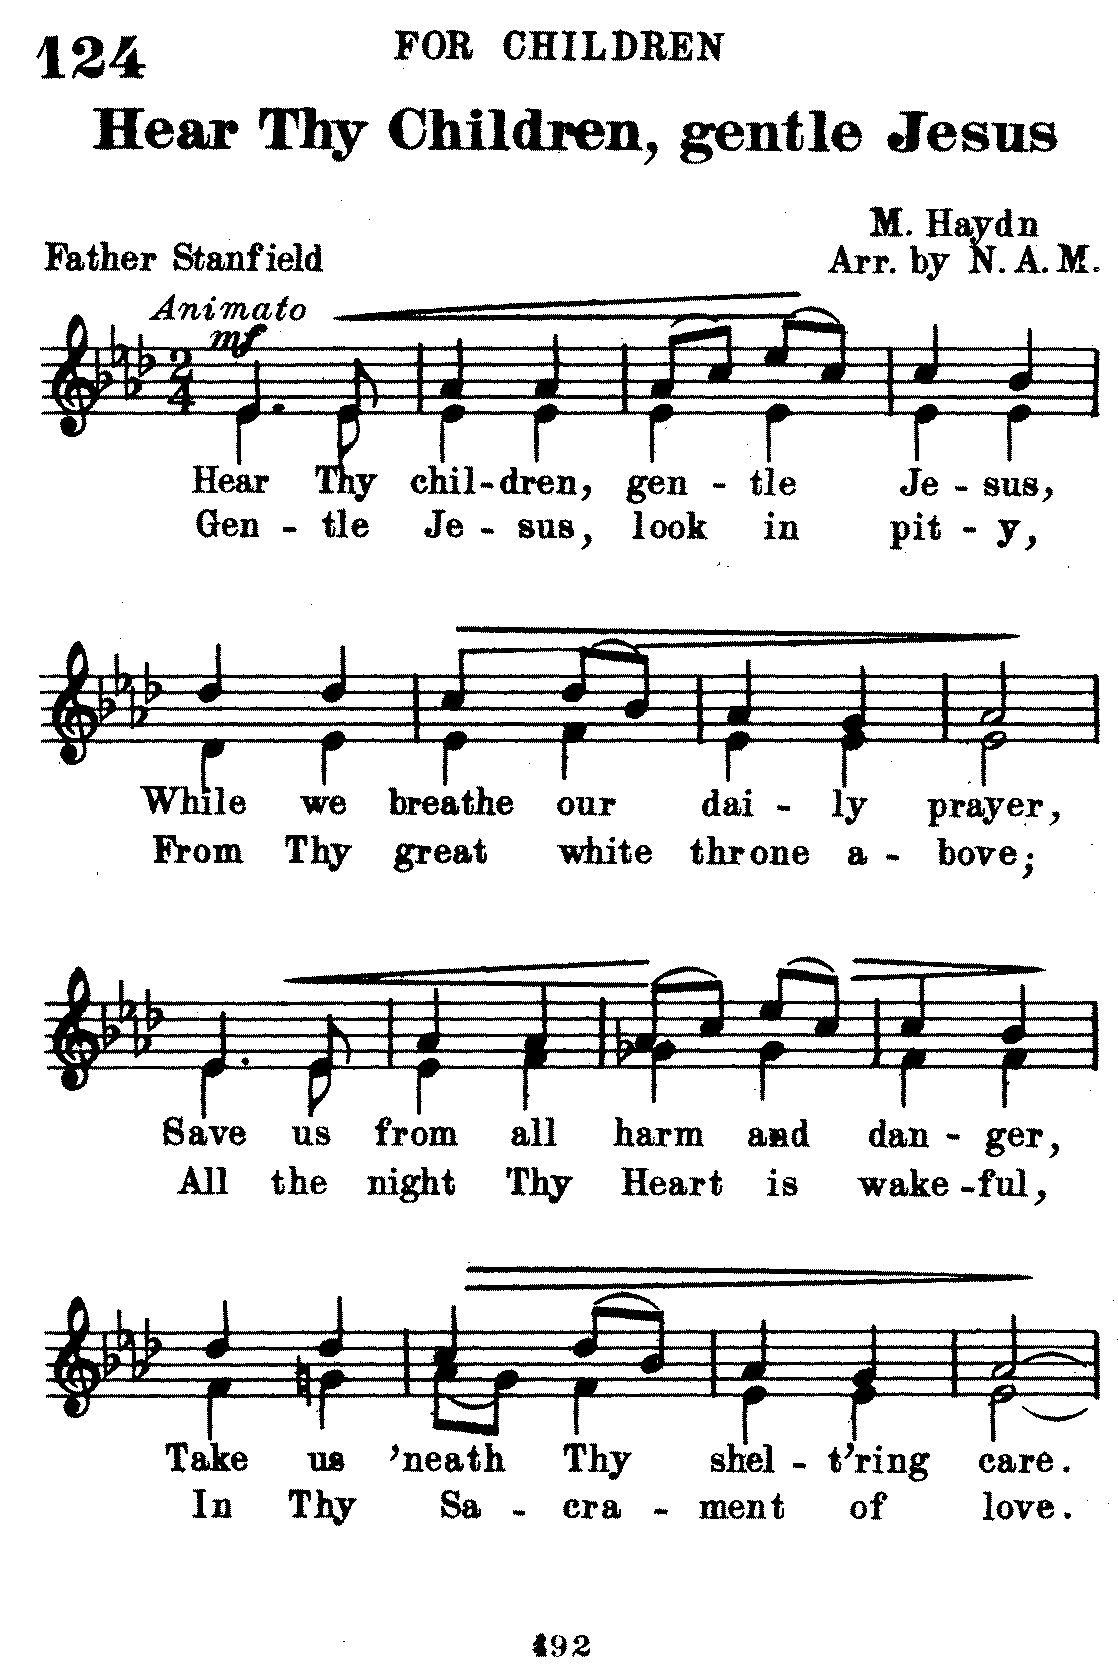 124
FOR CHILDREN
Hear Thy Children, gentle Jesus
M. Haydn
Father Stanfield
Arr. by N. A. M.
Animato
mf
2
4
Hear Thy chil-dren, gen - tle Je - sus,
Gen - tle Je - sus, look in pit - y,
While we breathe our dai - ly prayer,
From Thy great white throne a - bove;
Save us from all harm and dan - ger,
All the night Thy Heart is wake-ful,
Take us 'neath Thy shel - t'ring care.
In Thy Sa - cra - ment of love.
192